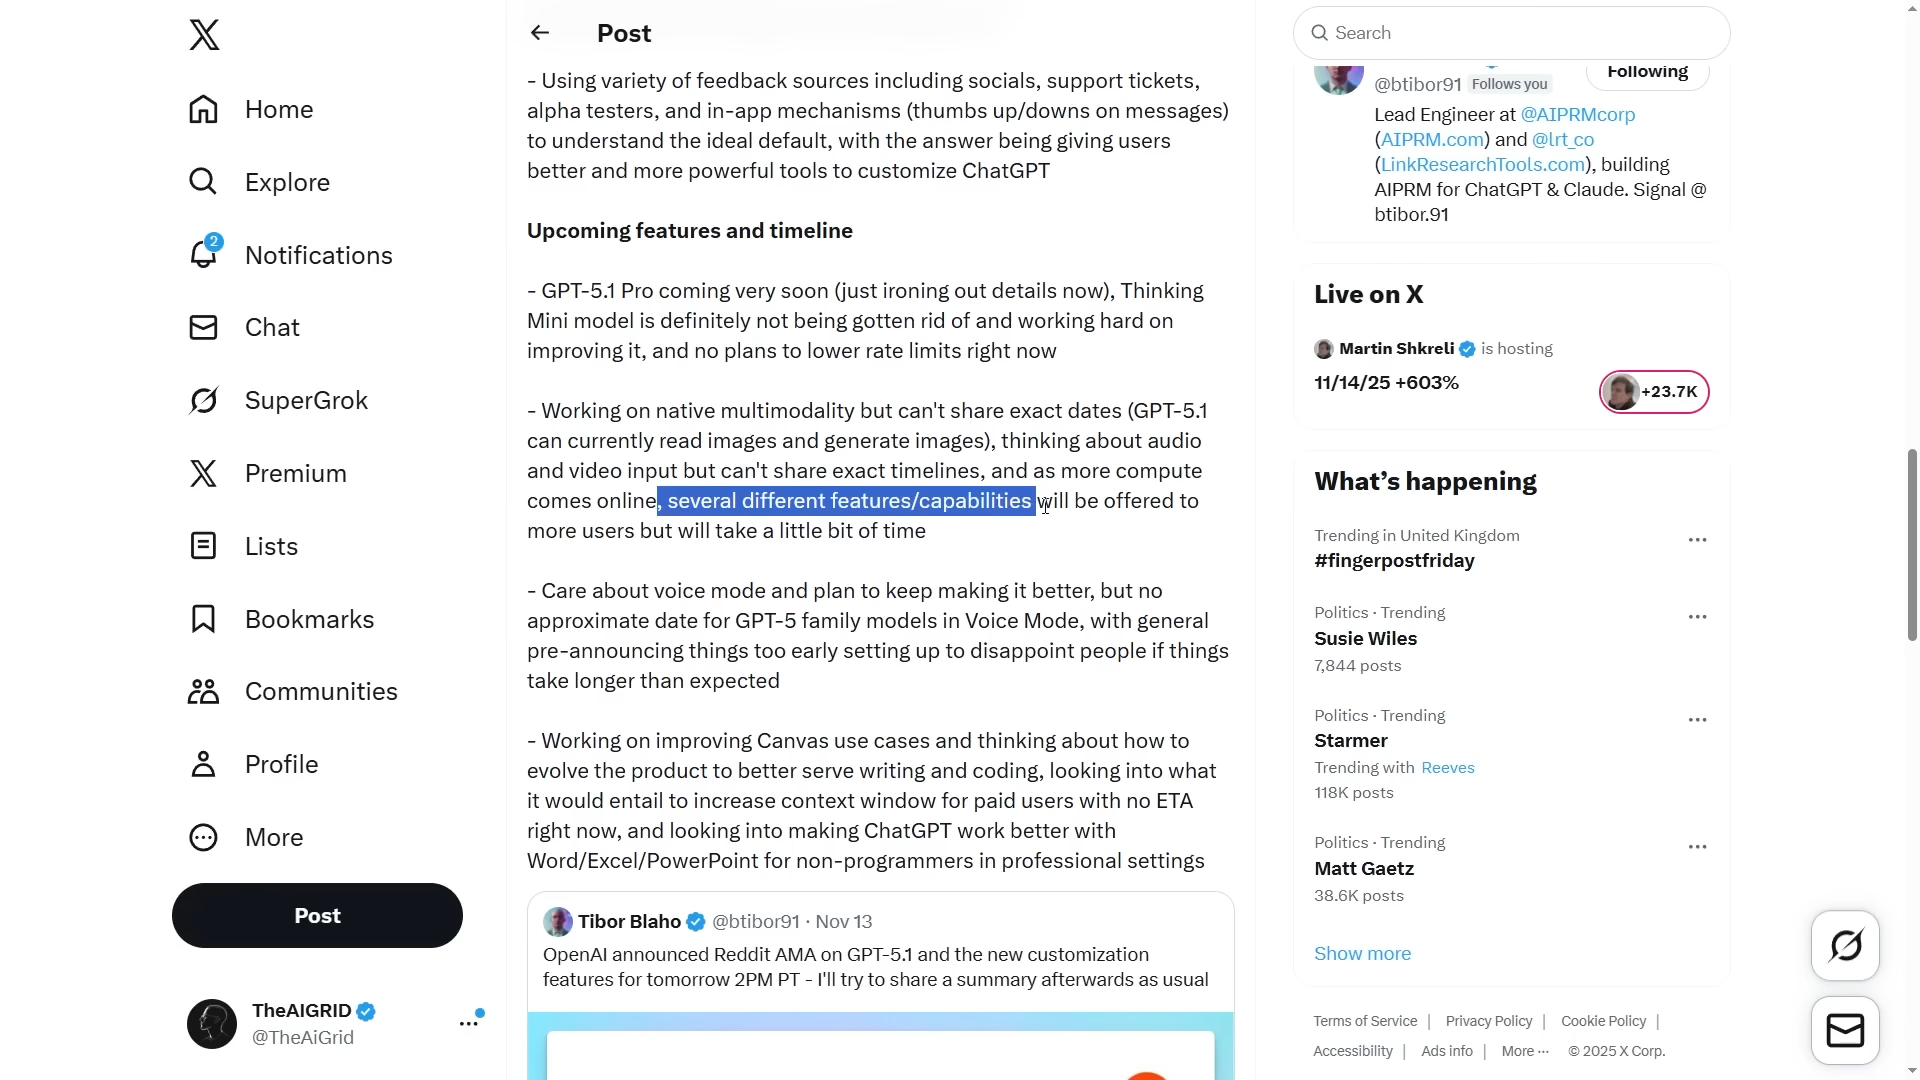 Home
Explore
2
Notifications
Chat
SuperGrok
Premium
Lists
Bookmarks
Communities
Profile
More
Post
TheAIGRID
@TheAiGrid
Post
- Using variety of feedback sources including socials, support tickets,
alpha testers, and in-app mechanisms (thumbs up/downs on messages)
to understand the ideal default, with the answer being giving users
better and more powerful tools to customize ChatGPT
Upcoming features and timeline
- GPT-5.1 Pro coming very soon (just ironing out details now), Thinking
Mini model is definitely not being gotten rid of and working hard on
improving it, and no plans to lower rate limits right now
- Working on native multimodality but can't share exact dates (GPT-5.1
can currently read images and generate images), thinking about audio
and video input but can't share exact timelines, and as more compute
comes online, several different features/capabilities will be offered to
more users but will take a little bit of time
- Care about voice mode and plan to keep making it better, but no
approximate date for GPT-5 family models in Voice Mode, with general
pre-announcing things too early setting up to disappoint people if things
take longer than expected
- Working on improving Canvas use cases and thinking about how to
evolve the product to better serve writing and coding, looking into what
it would entail to increase context window for paid users with no ETA
right now, and looking into making ChatGPT work better with
Word/Excel/PowerPoint for non-programmers in professional settings
Tibor Blaho @btibor91 · Nov 13
OpenAI announced Reddit AMA on GPT-5.1 and the new customization
features for tomorrow 2PM PT - I'll try to share a summary afterwards as usual
Search
@btibor91 Follows you
Following
Lead Engineer at @AIPRMcorp
(AIPRM.com) and @lrt_co
(LinkResearchTools.com), building
AIPRM for ChatGPT & Claude. Signal @
btibor.91
Live on X
Martin Shkreli is hosting
11/14/25 +603%
+23.7K
What's happening
Trending in United Kingdom
#fingerpostfriday
Politics · Trending
Susie Wiles
7,844 posts
Politics · Trending
Starmer
Trending with Reeves
118K posts
Politics · Trending
Matt Gaetz
38.6K posts
Show more
Terms of Service | Privacy Policy | Cookie Policy |
Accessibility | Ads info | More ··· © 2025 X Corp.